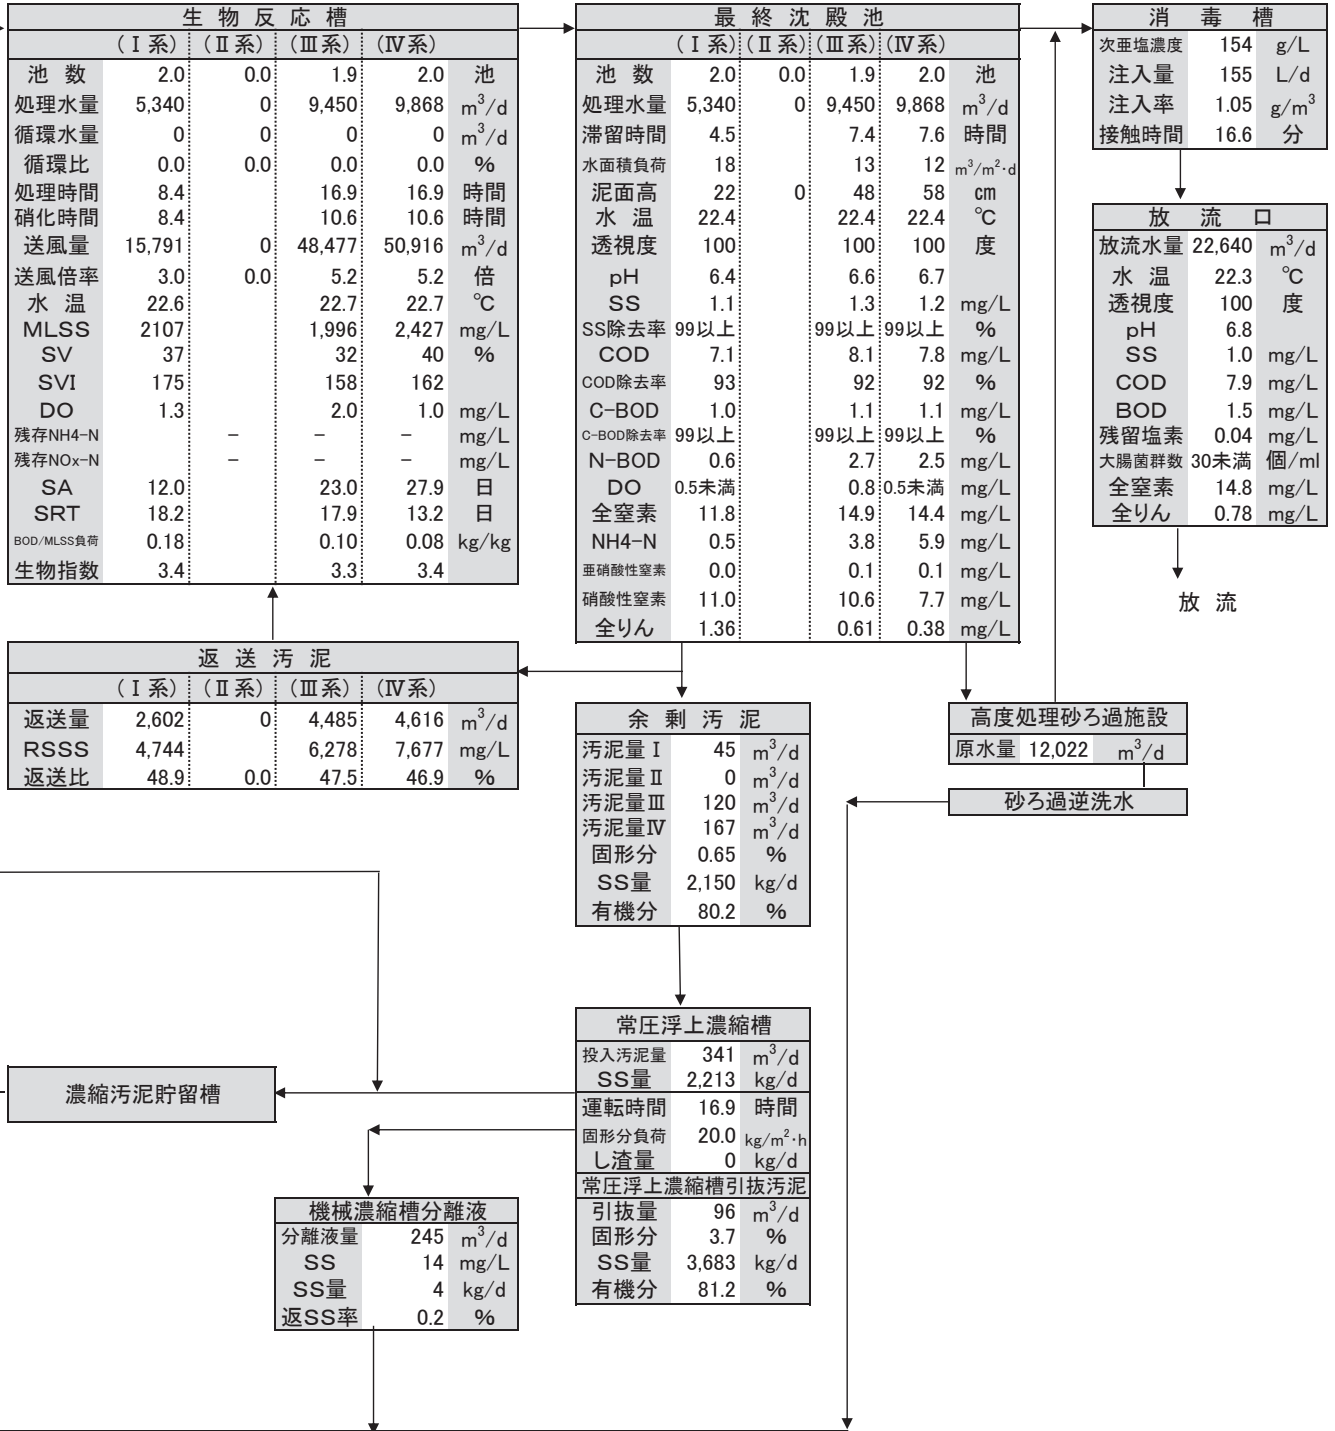 生物反応槽
(Ⅰ系) (Ⅱ系) (Ⅲ系) (Ⅳ系)
池数 2.0 0.0 1.9 2.0 池
処理水量 5,340 0 9,450 9,868 m³/d
循環水量 0 0 0 0 m³/d
循環比 0.0 0.0 0.0 0.0 %
処理時間 8.4 16.9 16.9 時間
硝化時間 8.4 10.6 10.6 時間
送風量 15,791 0 48,477 50,916 m³/d
送風倍率 3.0 0.0 5.2 5.2 倍
水温 22.6 22.7 22.7 ℃
MLSS 2107 1,996 2,427 mg/L
SV 37 32 40 %
SVI 175 158 162
DO 1.3 2.0 1.0 mg/L
残存NH4-N − − − mg/L
残存NOx-N − − − mg/L
SA 12.0 23.0 27.9 日
SRT 18.2 17.9 13.2 日
BOD/MLSS負荷 0.18 0.10 0.08 kg/kg
生物指数 3.4 3.3 3.4
最終沈殿池
(Ⅰ系) (Ⅱ系) (Ⅲ系) (Ⅳ系)
池数 2.0 0.0 1.9 2.0 池
処理水量 5,340 0 9,450 9,868 m³/d
滞留時間 4.5 7.4 7.6 時間
水面積負荷 18 13 12 m³/m²·d
泥面高 22 0 48 58 cm
水温 22.4 22.4 22.4 ℃
透視度 100 100 100 度
pH 6.4 6.6 6.7
SS 1.1 1.3 1.2 mg/L
SS除去率 99以上 99以上 99以上 %
COD 7.1 8.1 7.8 mg/L
COD除去率 93 92 92 %
C-BOD 1.0 1.1 1.1 mg/L
C-BOD除去率 99以上 99以上 99以上 %
N-BOD 0.6 2.7 2.5 mg/L
DO 0.5未満 0.8 0.5未満 mg/L
全窒素 11.8 14.9 14.4 mg/L
NH4-N 0.5 3.8 5.9 mg/L
亜硝酸性窒素 0.0 0.1 0.1 mg/L
硝酸性窒素 11.0 10.6 7.7 mg/L
全りん 1.36 0.61 0.38 mg/L
消毒槽
次亜塩濃度 154 g/L
注入量 155 L/d
注入率 1.05 g/m³
接触時間 16.6 分
放流口
放流水量 22,640 m³/d
水温 22.3 ℃
透視度 100 度
pH 6.8
SS 1.0 mg/L
COD 7.9 mg/L
BOD 1.5 mg/L
残留塩素 0.04 mg/L
大腸菌群数 30未満 個/ml
全窒素 14.8 mg/L
全りん 0.78 mg/L
放流
返送汚泥
(Ⅰ系) (Ⅱ系) (Ⅲ系) (Ⅳ系)
返送量 2,602 0 4,485 4,616 m³/d
RSSS 4,744 6,278 7,677 mg/L
返送比 48.9 0.0 47.5 46.9 %
余剰汚泥
汚泥量Ⅰ 45 m³/d
汚泥量Ⅱ 0 m³/d
汚泥量Ⅲ 120 m³/d
汚泥量Ⅳ 167 m³/d
固形分 0.65 %
SS量 2,150 kg/d
有機分 80.2 %
高度処理砂ろ過施設
原水量 12,022 m³/d
砂ろ過逆洗水
常圧浮上濃縮槽
投入汚泥量 341 m³/d
SS量 2,213 kg/d
運転時間 16.9 時間
固形分負荷 20.0 kg/m²·h
し渣量 0 kg/d
常圧浮上濃縮槽引抜汚泥
引抜量 96 m³/d
固形分 3.7 %
SS量 3,683 kg/d
有機分 81.2 %
濃縮汚泥貯留槽
機械濃縮槽分離液
分離液量 245 m³/d
SS 14 mg/L
SS量 4 kg/d
返SS率 0.2 %